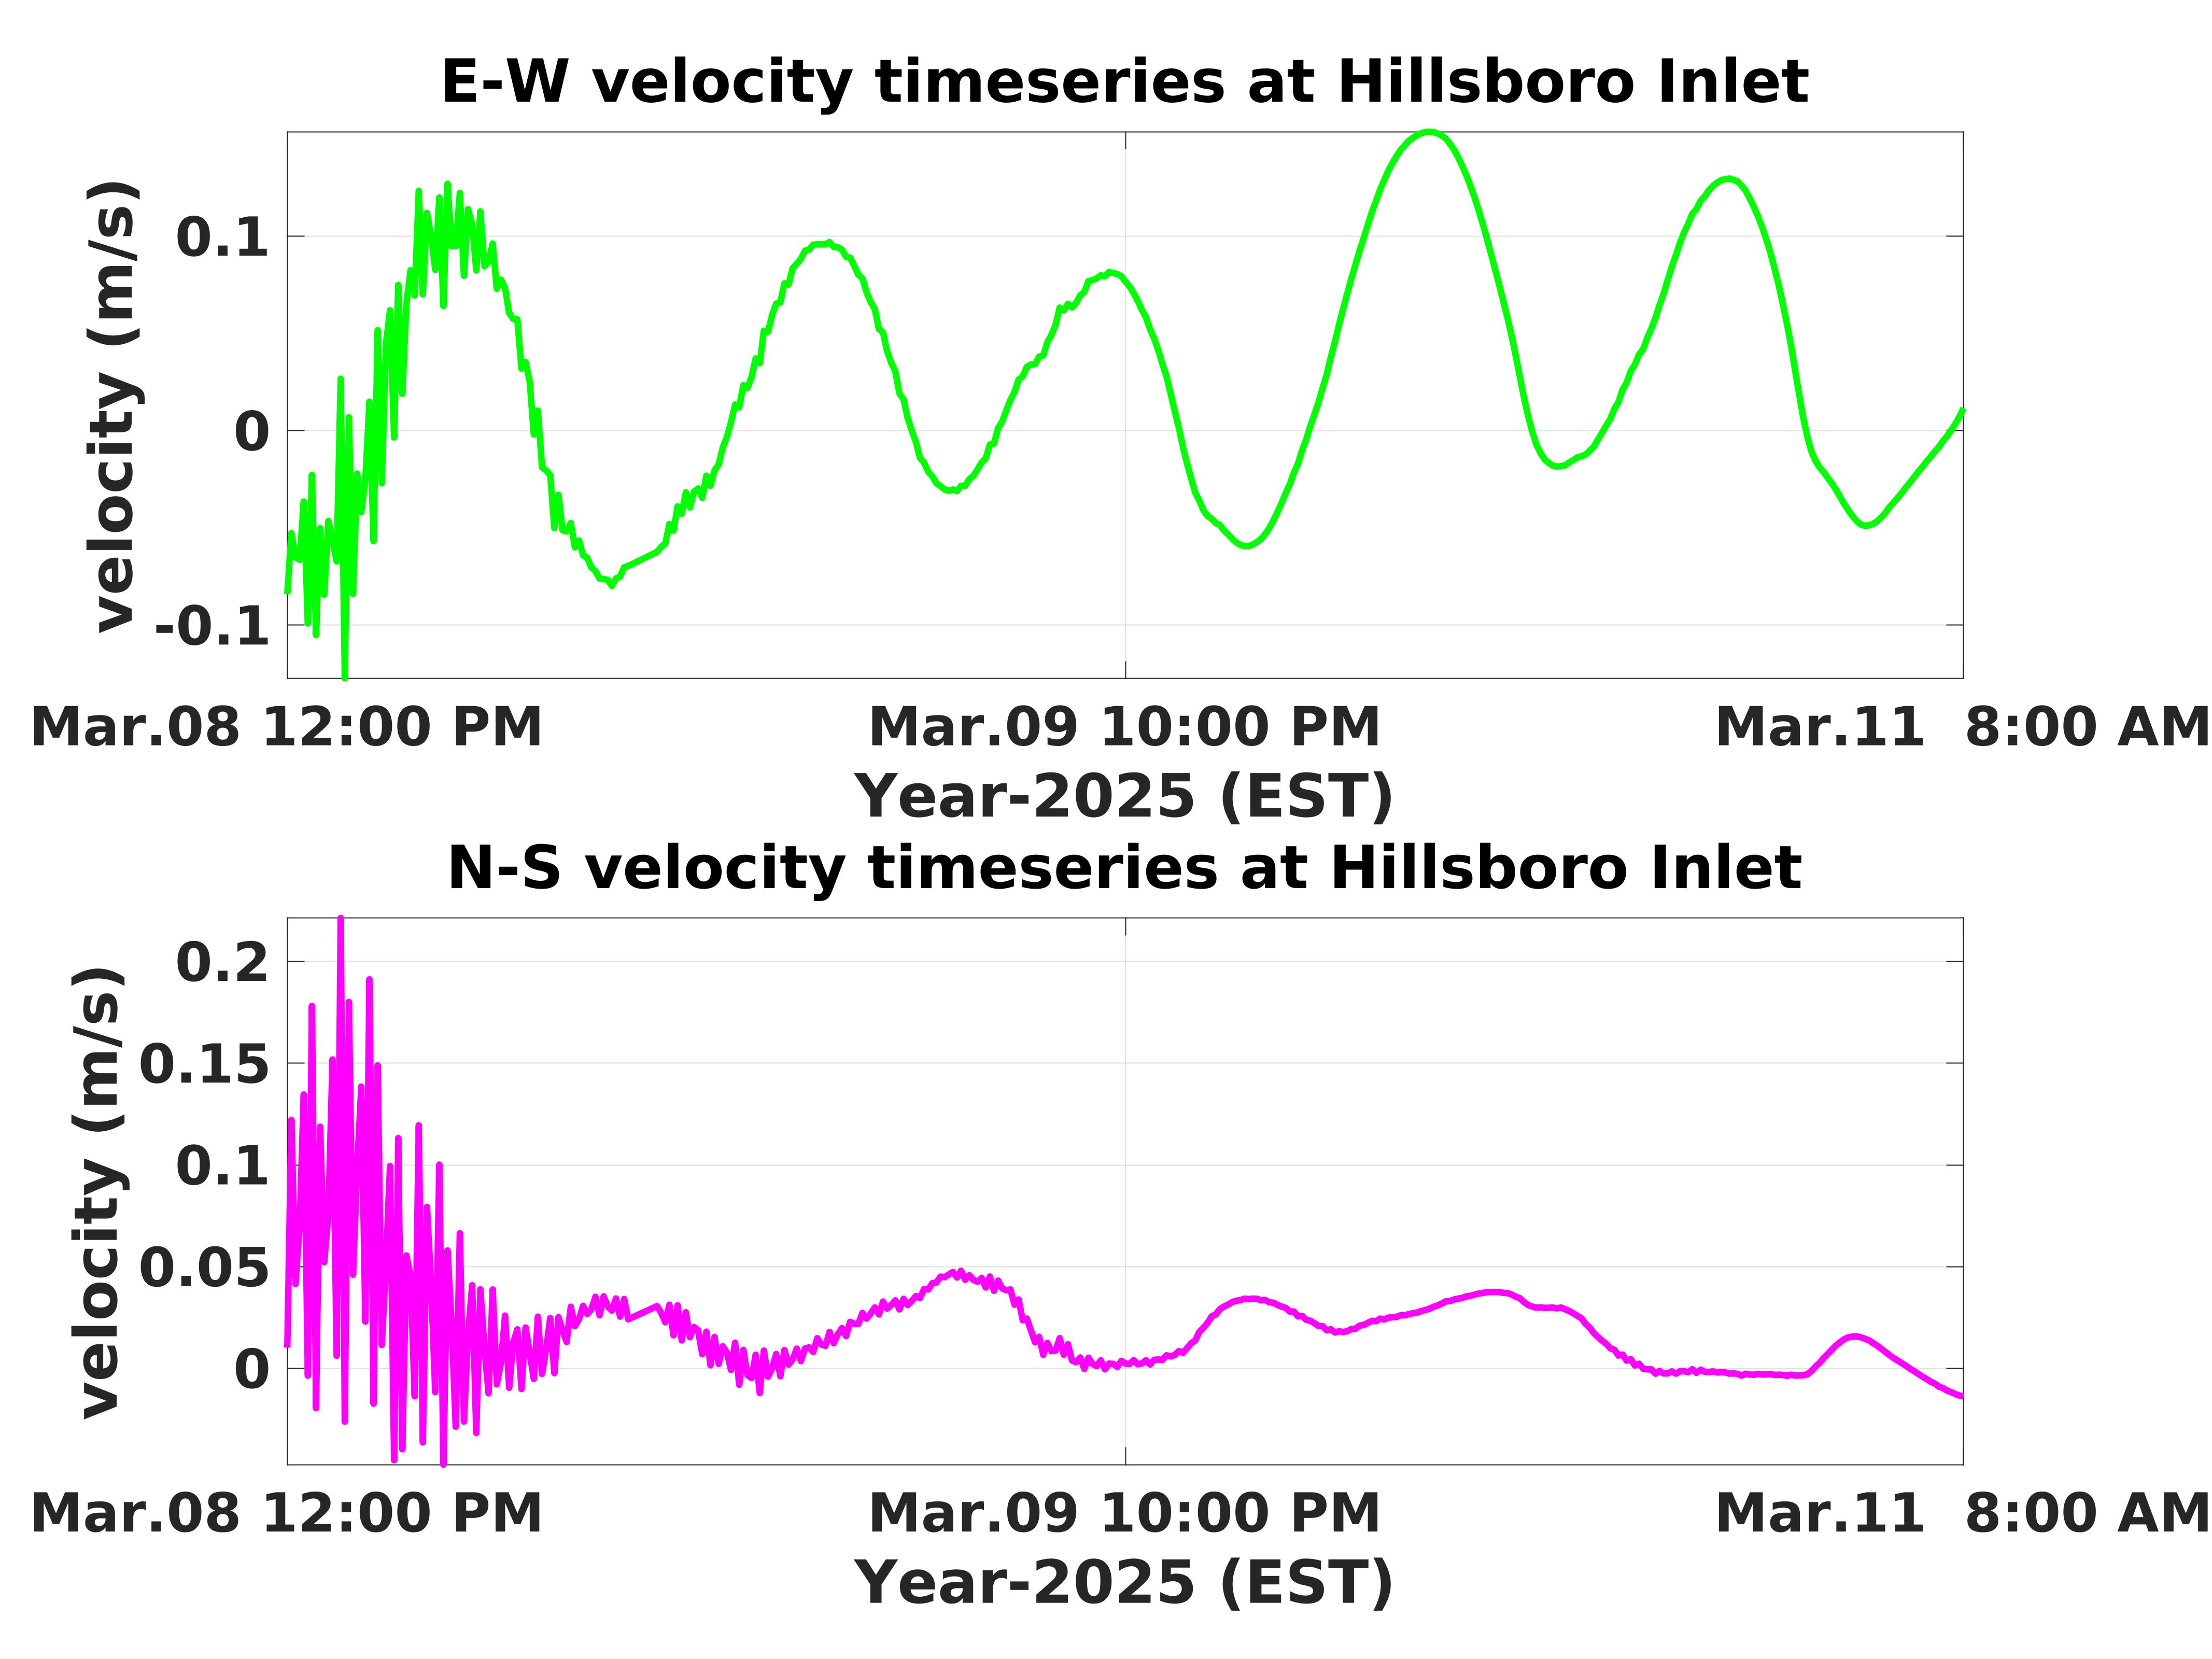 E-W velocity timeseries at Hillsboro Inlet
velocity (m/s)
0.1
0
-0.1
Mar.08 12:00 PM Mar.09 10:00 PM Mar.11  8:00 AM
Year-2025 (EST)
N-S velocity timeseries at Hillsboro Inlet
velocity (m/s)
0.2
0.15
0.1
0.05
0
Mar.08 12:00 PM Mar.09 10:00 PM Mar.11  8:00 AM
Year-2025 (EST)